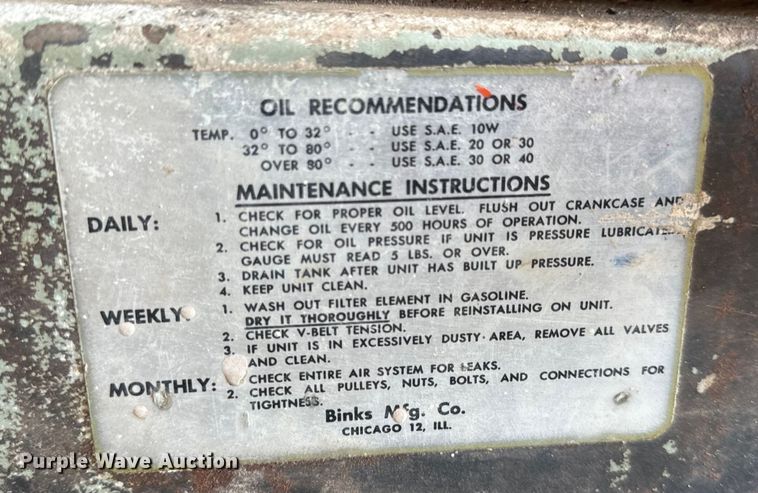 OIL RECOMMENDATIONS
TEMP. 0° TO 32° - - USE S.A.E. 10W
32° TO 80° - - USE S.A.E. 20 OR 30
OVER 80° - - USE S.A.E. 30 OR 40
MAINTENANCE INSTRUCTIONS
DAILY: 1. CHECK FOR PROPER OIL LEVEL. FLUSH OUT CRANKCASE AND
CHANGE OIL EVERY 500 HOURS OF OPERATION.
2. CHECK FOR OIL PRESSURE IF UNIT IS PRESSURE LUBRICATED,
GAUGE MUST READ 5 LBS. OR OVER.
3. DRAIN TANK AFTER UNIT HAS BUILT UP PRESSURE.
4. KEEP UNIT CLEAN.
WEEKLY: 1. WASH OUT FILTER ELEMENT IN GASOLINE.
DRY IT THOROUGHLY BEFORE REINSTALLING ON UNIT.
2. CHECK V-BELT TENSION.
3. IF UNIT IS IN EXCESSIVELY DUSTY AREA, REMOVE ALL VALVES
AND CLEAN.
MONTHLY: CHECK ENTIRE AIR SYSTEM FOR LEAKS.
2. CHECK ALL PULLEYS, NUTS, BOLTS, AND CONNECTIONS FOR
TIGHTNESS.
Binks Mfg. Co.
CHICAGO 12, ILL.
Purple Wave Auction